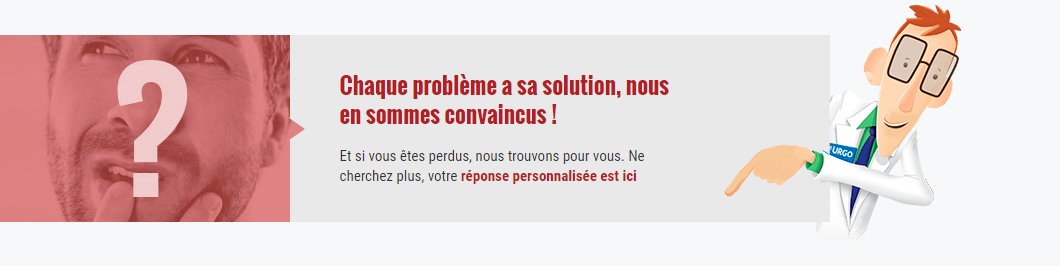 ?
Chaque problème a sa solution, nous
en sommes convaincus !
Et si vous êtes perdus, nous trouvons pour vous. Ne
cherchez plus, votre réponse personnalisée est ici
URGO